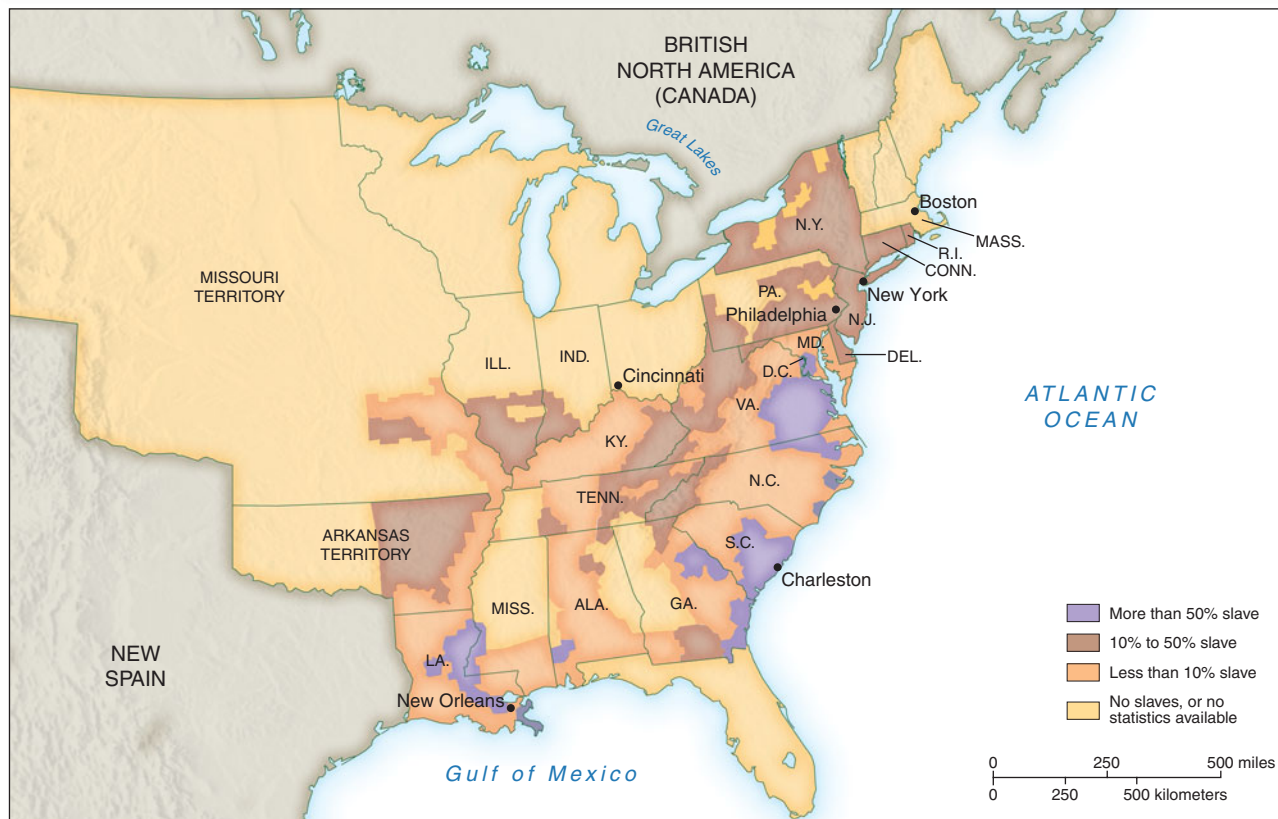 BRITISH
NORTH AMERICA
(CANADA)
Great Lakes
Boston
MASS.
R.I.
CONN.
N.Y.
New York
PA.
Philadelphia
N.J.
MISSOURI
TERRITORY
ILL.
IND.
Cincinnati
MD.
DEL.
D.C.
VA.
ATLANTIC
OCEAN
KY.
N.C.
TENN.
ARKANSAS
TERRITORY
S.C.
Charleston
MISS.
ALA.
GA.
NEW
SPAIN
LA.
New Orleans
Gulf of Mexico
More than 50% slave
10% to 50% slave
Less than 10% slave
No slaves, or no
statistics available
0 250 500 miles
0 250 500 kilometers